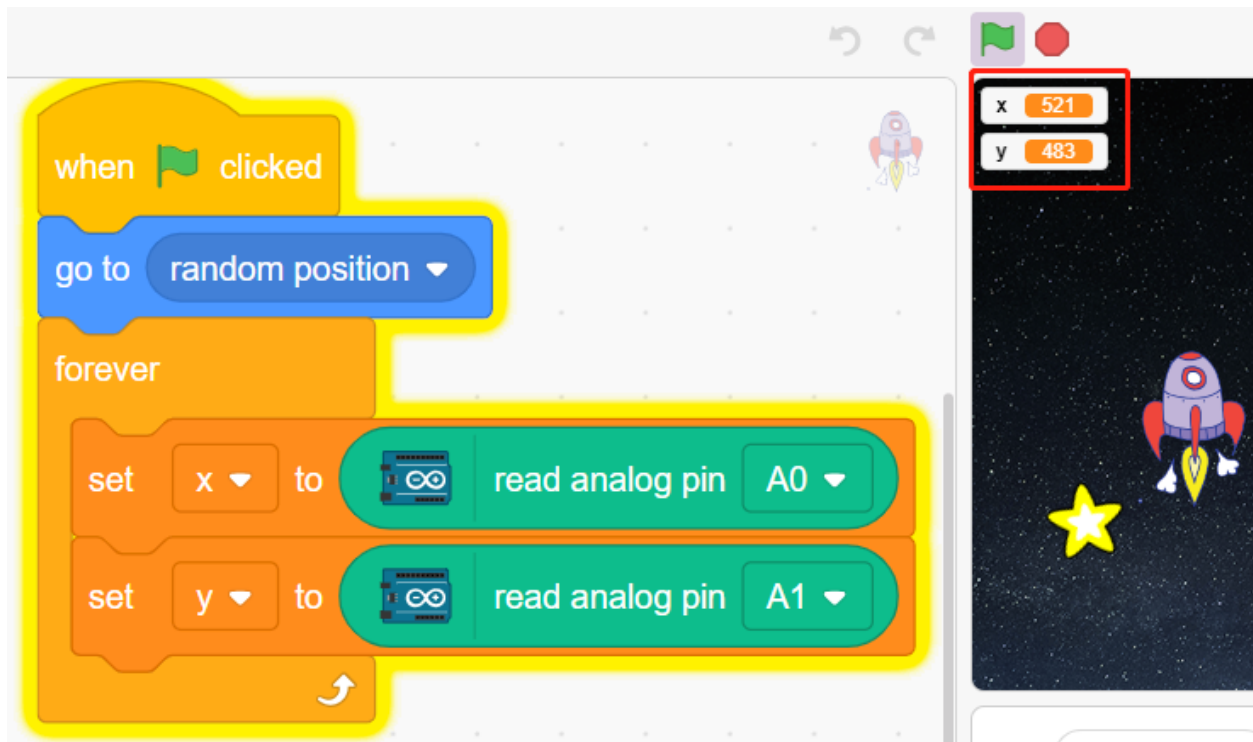 x 521
y 483
when clicked
go to random position
forever
set x to read analog pin A0
set y to read analog pin A1